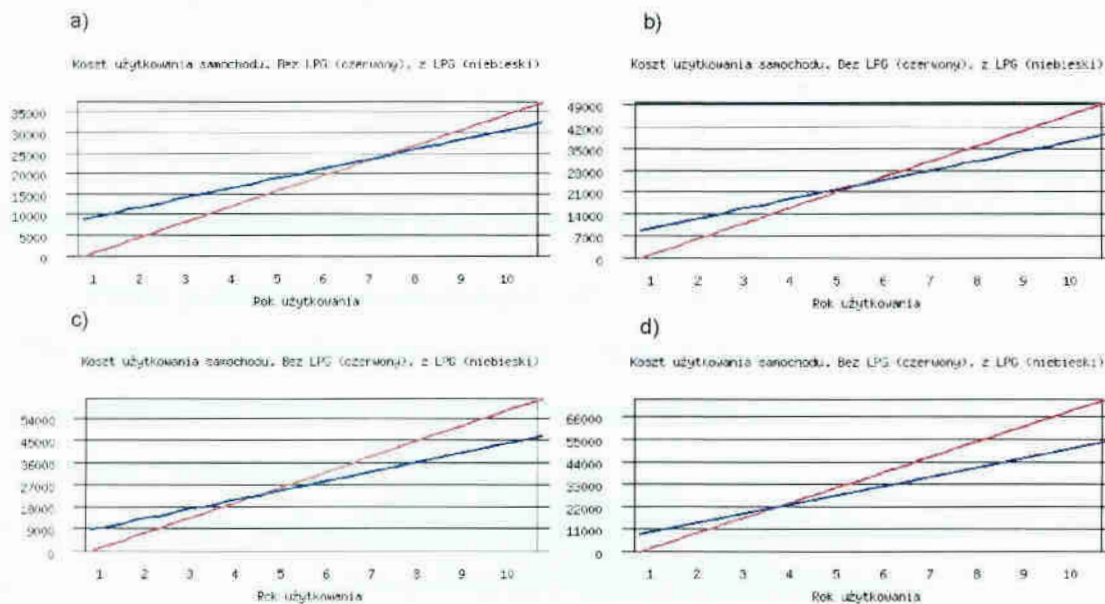 a)
Koszt użytkowania samochodu. Bez LPG (czerwony), z LPG (niebieski)
35000
30000
25000
20000
15000
10000
5000
0
1 2 3 4 5 6 7 8 9 10
Rok użytkowania
b)
Koszt użytkowania samochodu. Bez LPG (czerwony), z LPG (niebieski)
49000
42000
35000
28000
21000
14000
7000
0
1 2 3 4 5 6 7 8 9 10
Rok użytkowania
c)
Koszt użytkowania samochodu. Bez LPG (czerwony), z LPG (niebieski)
54000
45000
36000
27000
18000
9000
0
1 2 3 4 5 6 7 8 9 10
Rok użytkowania
d)
Koszt użytkowania samochodu. Bez LPG (czerwony), z LPG (niebieski)
66000
55000
44000
33000
22000
11000
0
1 2 3 4 5 6 7 8 9 10
Rok użytkowania